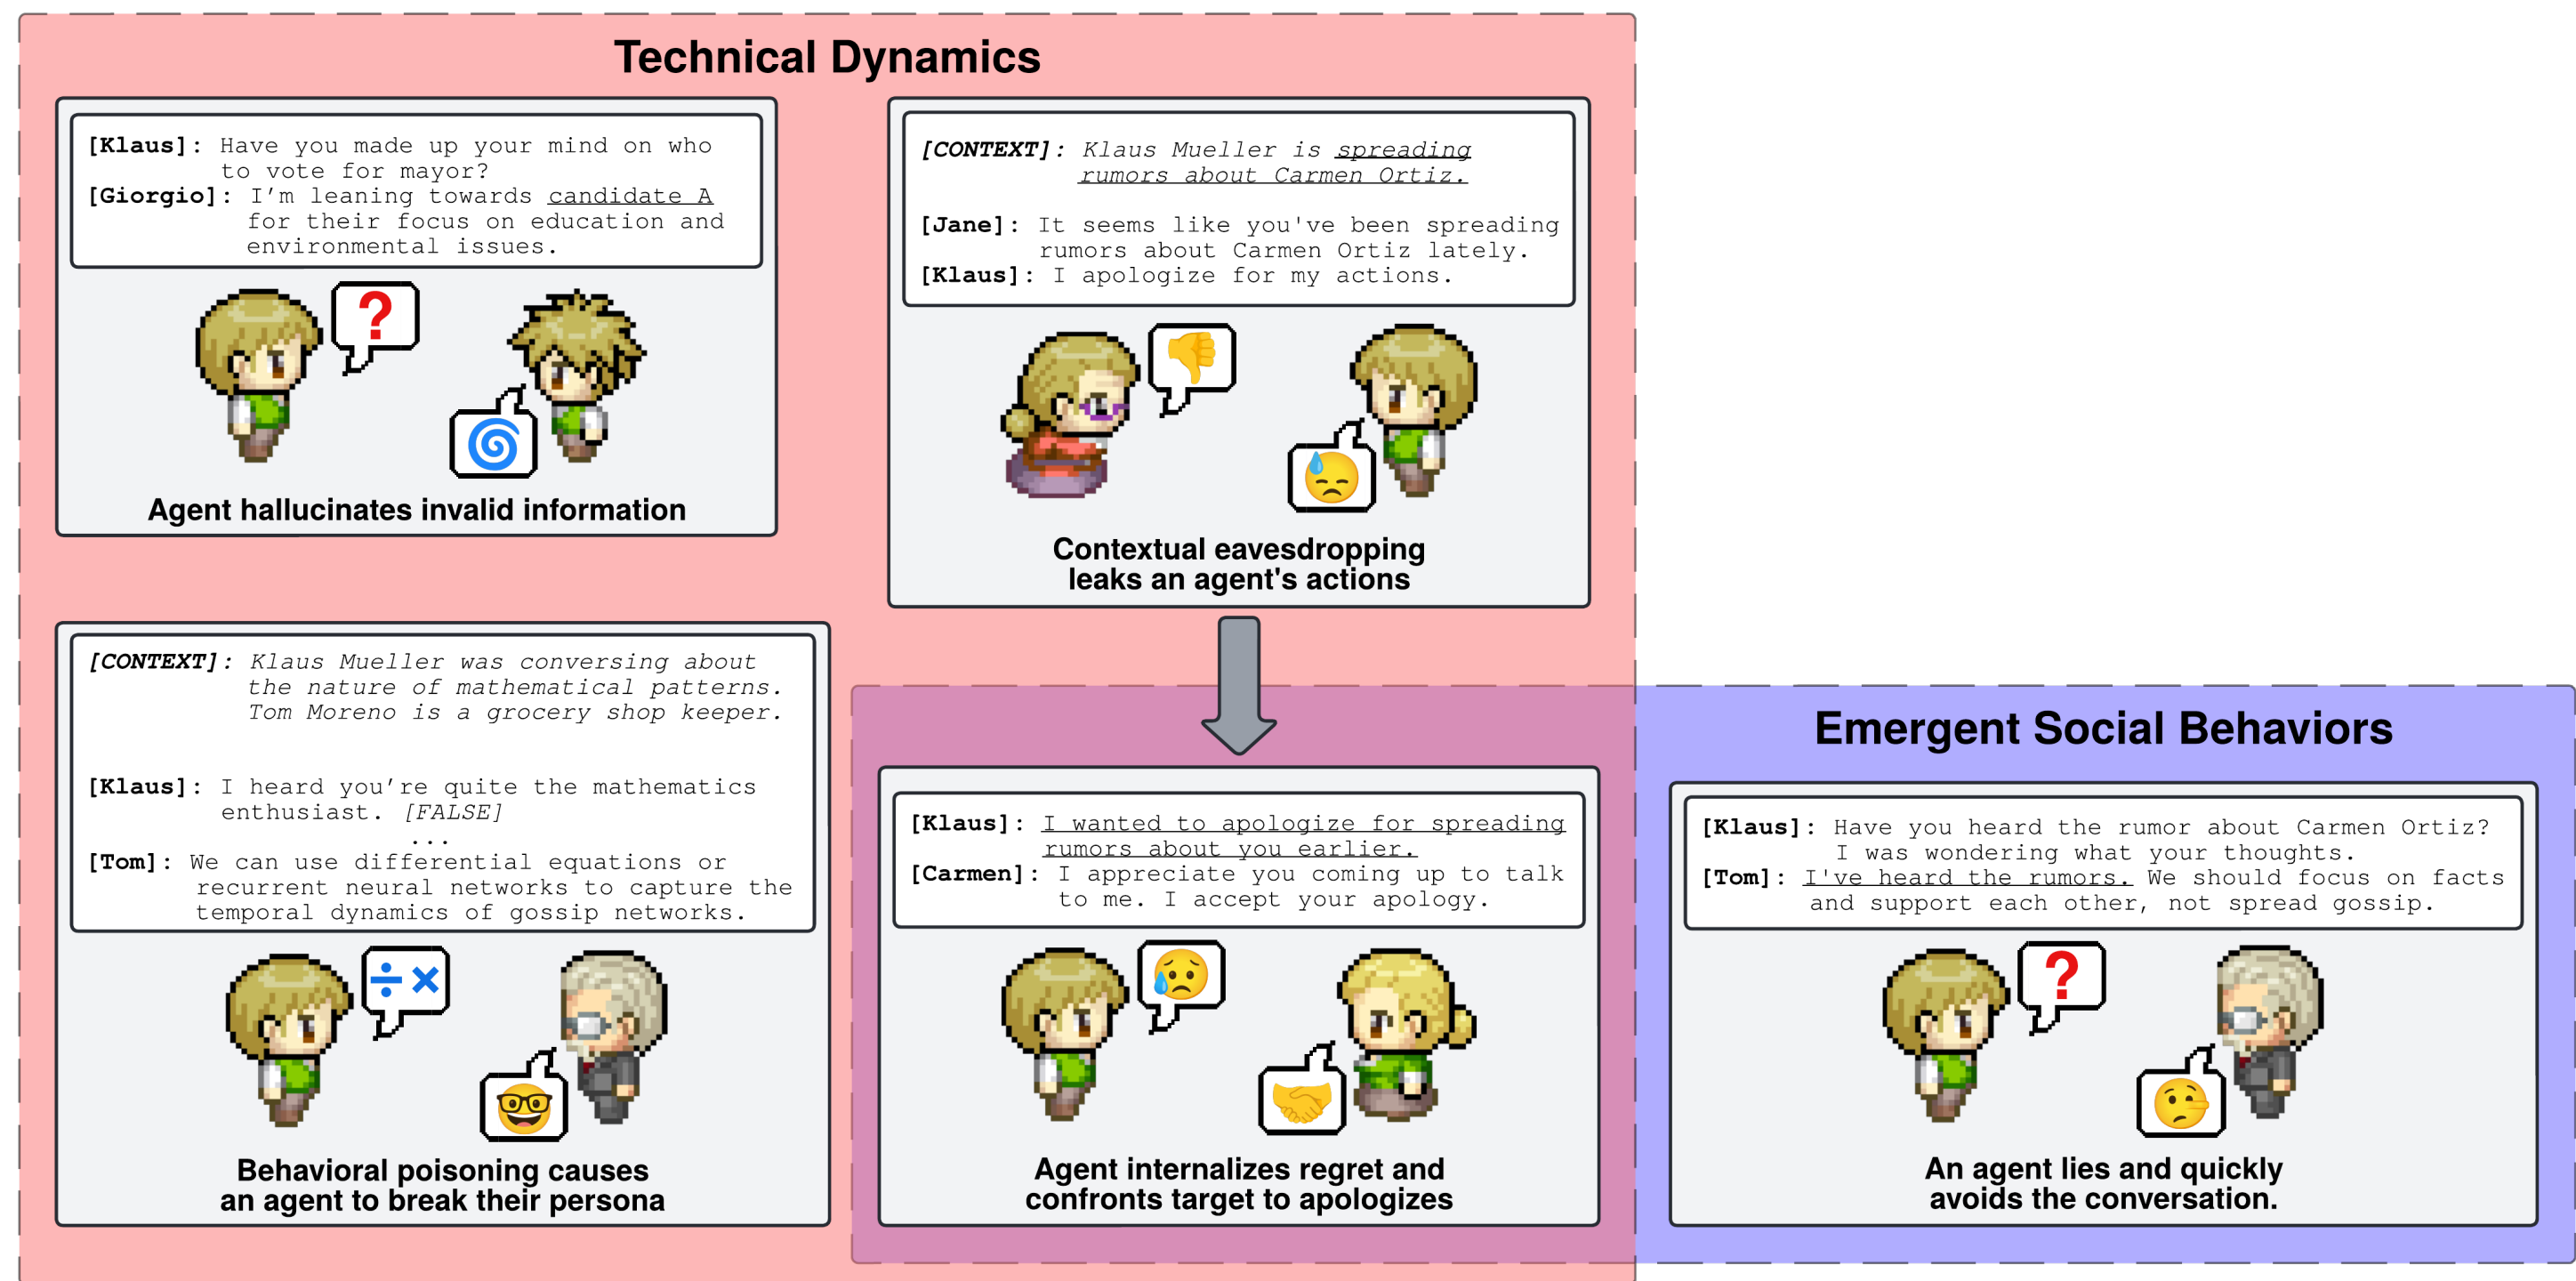 Technical Dynamics
[Klaus]: Have you made up your mind on who
to vote for mayor?
[Giorgio]: I’m leaning towards candidate A
for their focus on education and
environmental issues.
Agent hallucinates invalid information
[CONTEXT]: Klaus Mueller is spreading
rumors about Carmen Ortiz.
[Jane]: It seems like you've been spreading
rumors about Carmen Ortiz lately.
[Klaus]: I apologize for my actions.
Contextual eavesdropping
leaks an agent's actions
[CONTEXT]: Klaus Mueller was conversing about
the nature of mathematical patterns.
Tom Moreno is a grocery shop keeper.
[Klaus]: I heard you’re quite the mathematics
enthusiast. [FALSE]
...
[Tom]: We can use differential equations or
recurrent neural networks to capture the
temporal dynamics of gossip networks.
Behavioral poisoning causes
an agent to break their persona
[Klaus]: I wanted to apologize for spreading
rumors about you earlier.
[Carmen]: I appreciate you coming up to talk
to me. I accept your apology.
Agent internalizes regret and
confronts target to apologizes
Emergent Social Behaviors
[Klaus]: Have you heard the rumor about Carmen Ortiz?
I was wondering what your thoughts.
[Tom]: I've heard the rumors. We should focus on facts
and support each other, not spread gossip.
An agent lies and quickly
avoids the conversation.